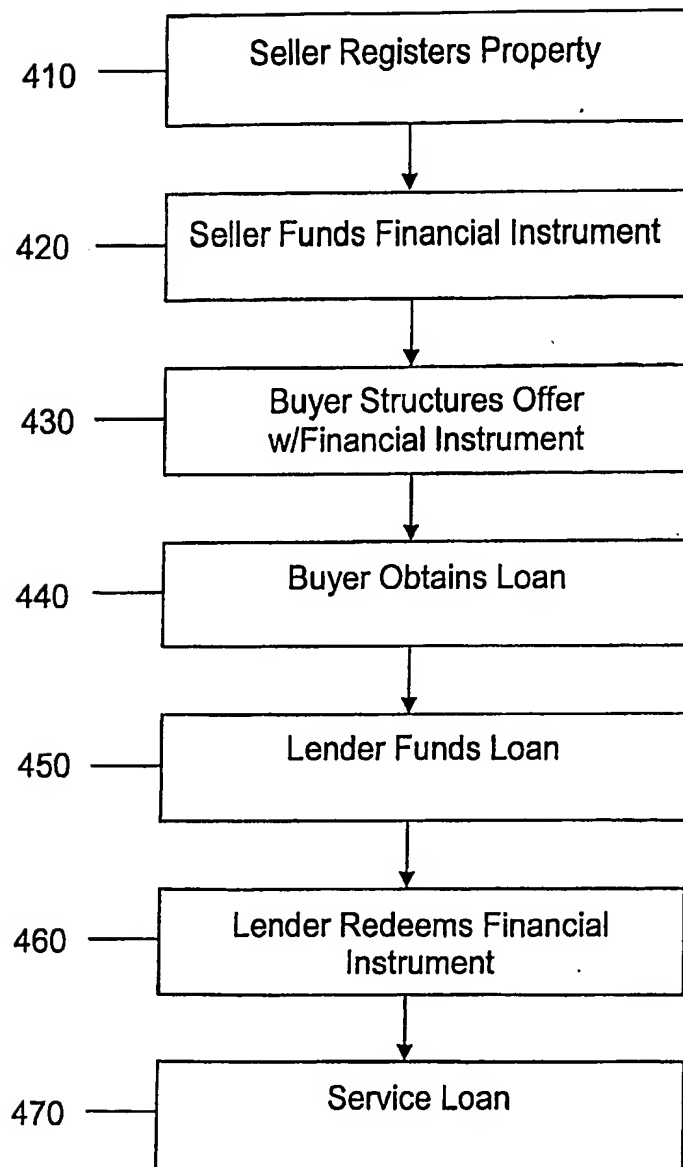 410
Seller Registers Property
420
Seller Funds Financial Instrument
430
Buyer Structures Offer
w/Financial Instrument
440
Buyer Obtains Loan
450
Lender Funds Loan
460
Lender Redeems Financial
Instrument
470
Service Loan